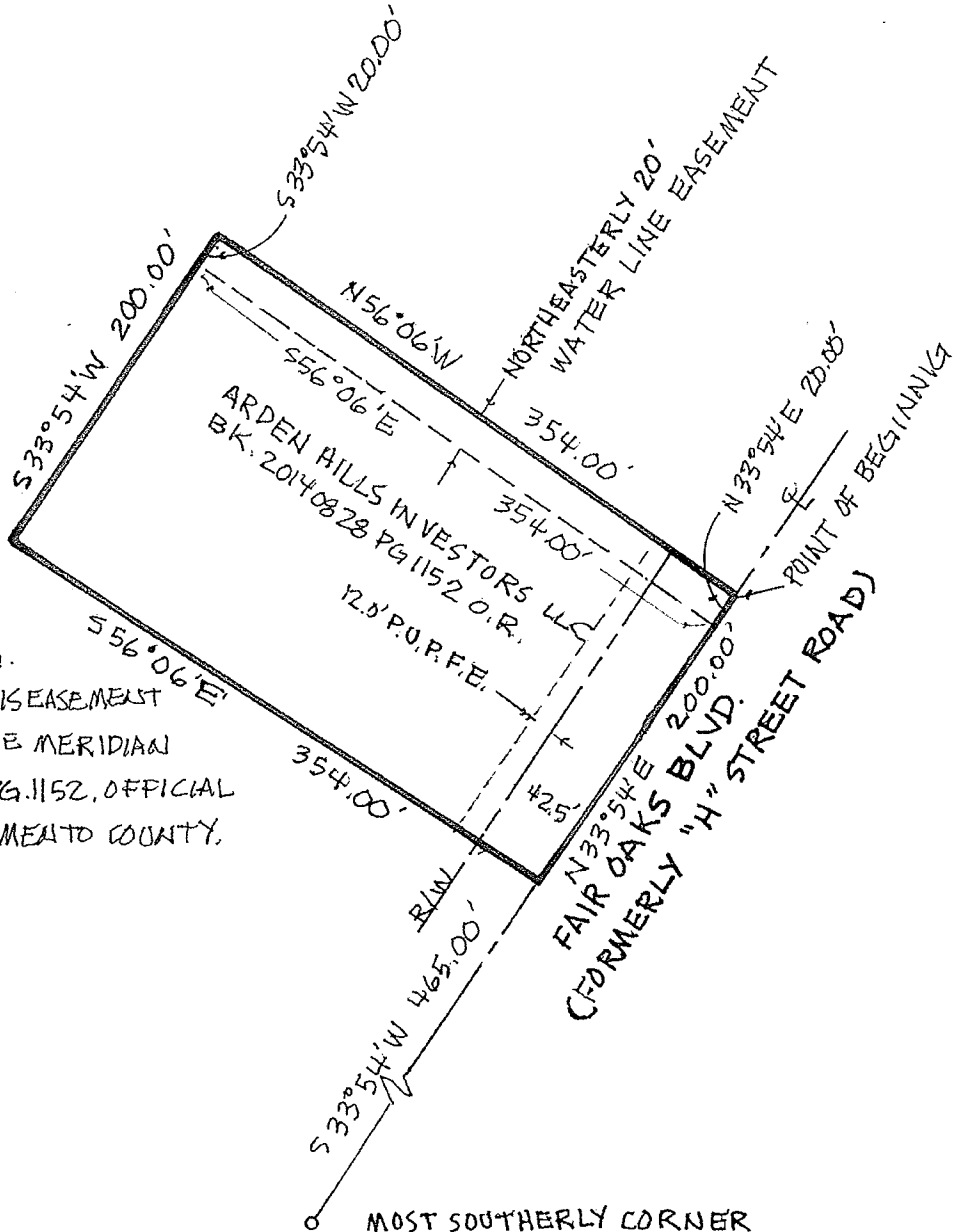 S33°54'W 20.00'
NORTHEASTERLY 20'
WATER LINE EASEMENT
S33°54'W 200.00'
N56°06'W
354.00'
S56°06'E
354.00'
N33°54'E 20.00'
POINT OF BEGINNIG
ARDEN HILLS INVESTORS LLC
BK. 20140828 PG 1152 O.R.
12.0' P.U.P.F.E.
S56°06'E
354.00'
IS EASEMENT
E MERIDIAN
G.1152, OFFICIAL
MENTO COUNTY.
42.5'
N33°54'E 200.00'
FAIR OAKS BLVD.
(FORMERLY "H" STREET ROAD)
R/W
S33°54'W 465.00'
MOST SOUTHERLY CORNER